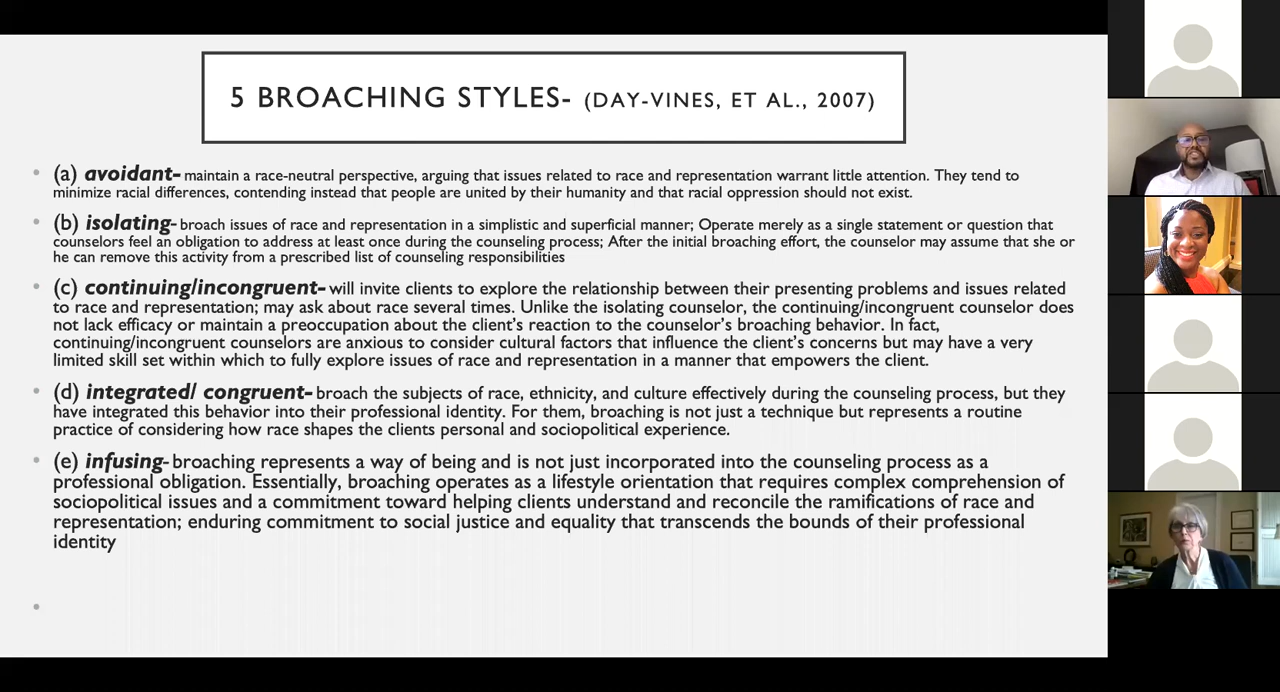 5 BROACHING STYLES- (DAY-VINES, ET AL., 2007)
(a) avoidant- maintain a race-neutral perspective, arguing that issues related to race and representation warrant little attention. They tend to
minimize racial differences, contending instead that people are united by their humanity and that racial oppression should not exist.
(b) isolating- broach issues of race and representation in a simplistic and superficial manner; Operate merely as a single statement or question that
counselors feel an obligation to address at least once during the counseling process; After the initial broaching effort, the counselor may assume that she or
he can remove this activity from a prescribed list of counseling responsibilities
(c) continuing/incongruent- will invite clients to explore the relationship between their presenting problems and issues related
to race and representation; may ask about race several times. Unlike the isolating counselor, the continuing/incongruent counselor does
not lack efficacy or maintain a preoccupation about the client's reaction to the counselor's broaching behavior. In fact,
continuing/incongruent counselors are anxious to consider cultural factors that influence the client's concerns but may have a very
limited skill set within which to fully explore issues of race and representation in a manner that empowers the client.
(d) integrated/ congruent- broach the subjects of race, ethnicity, and culture effectively during the counseling process, but they
have integrated this behavior into their professional identity. For them, broaching is not just a technique but represents a routine
practice of considering how race shapes the clients personal and sociopolitical experience.
(e) infusing- broaching represents a way of being and is not just incorporated into the counseling process as a
professional obligation. Essentially, broaching operates as a lifestyle orientation that requires complex comprehension of
sociopolitical issues and a commitment toward helping clients understand and reconcile the ramifications of race and
representation; enduring commitment to social justice and equality that transcends the bounds of their professional
identity